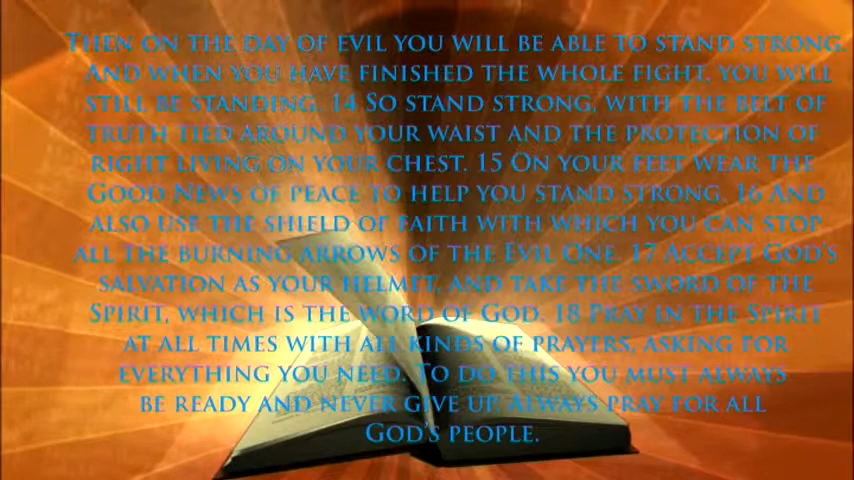 Then on the day of evil you will be able to stand strong.
And when you have finished the whole fight, you will
still be standing. 14 So stand strong, with the belt of
truth tied around your waist and the protection of
right living on your chest. 15 On your feet wear the
Good News of peace to help you stand strong. 16 And
also use the shield of faith with which you can stop
all the burning arrows of the Evil One. 17 Accept God's
salvation as your helmet, and take the sword of the
Spirit, which is the word of God. 18 Pray in the Spirit
at all times with all kinds of prayers, asking for
everything you need. To do this you must always
be ready and never give up. Always pray for all
God's people.